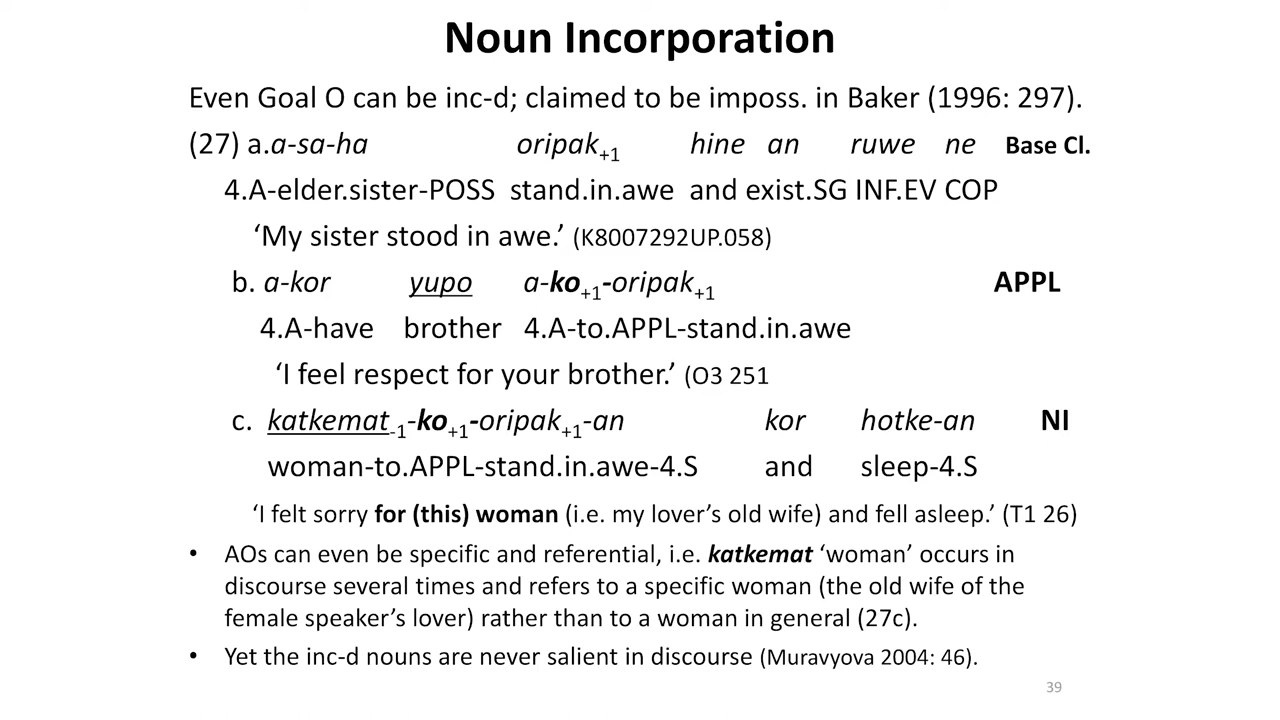 Noun Incorporation
Even Goal O can be inc-d; claimed to be imposs. in Baker (1996: 297).
(27) a.a-sa-ha oripak+1 hine an ruwe ne Base Cl.
4.A-elder.sister-POSS stand.in.awe and exist.SG INF.EV COP
‘My sister stood in awe.’ (K8007292UP.058)
b. a-kor yupo a-ko+1-oripak+1 APPL
4.A-have brother 4.A-to.APPL-stand.in.awe
‘I feel respect for your brother.’ (O3 251
c. katkemat-1-ko+1-oripak+1-an kor hotke-an NI
woman-to.APPL-stand.in.awe-4.S and sleep-4.S
‘I felt sorry for (this) woman (i.e. my lover’s old wife) and fell asleep.’ (T1 26)
• AOs can even be specific and referential, i.e. katkemat ‘woman’ occurs in
discourse several times and refers to a specific woman (the old wife of the
female speaker’s lover) rather than to a woman in general (27c).
• Yet the inc-d nouns are never salient in discourse (Muravyova 2004: 46).
39